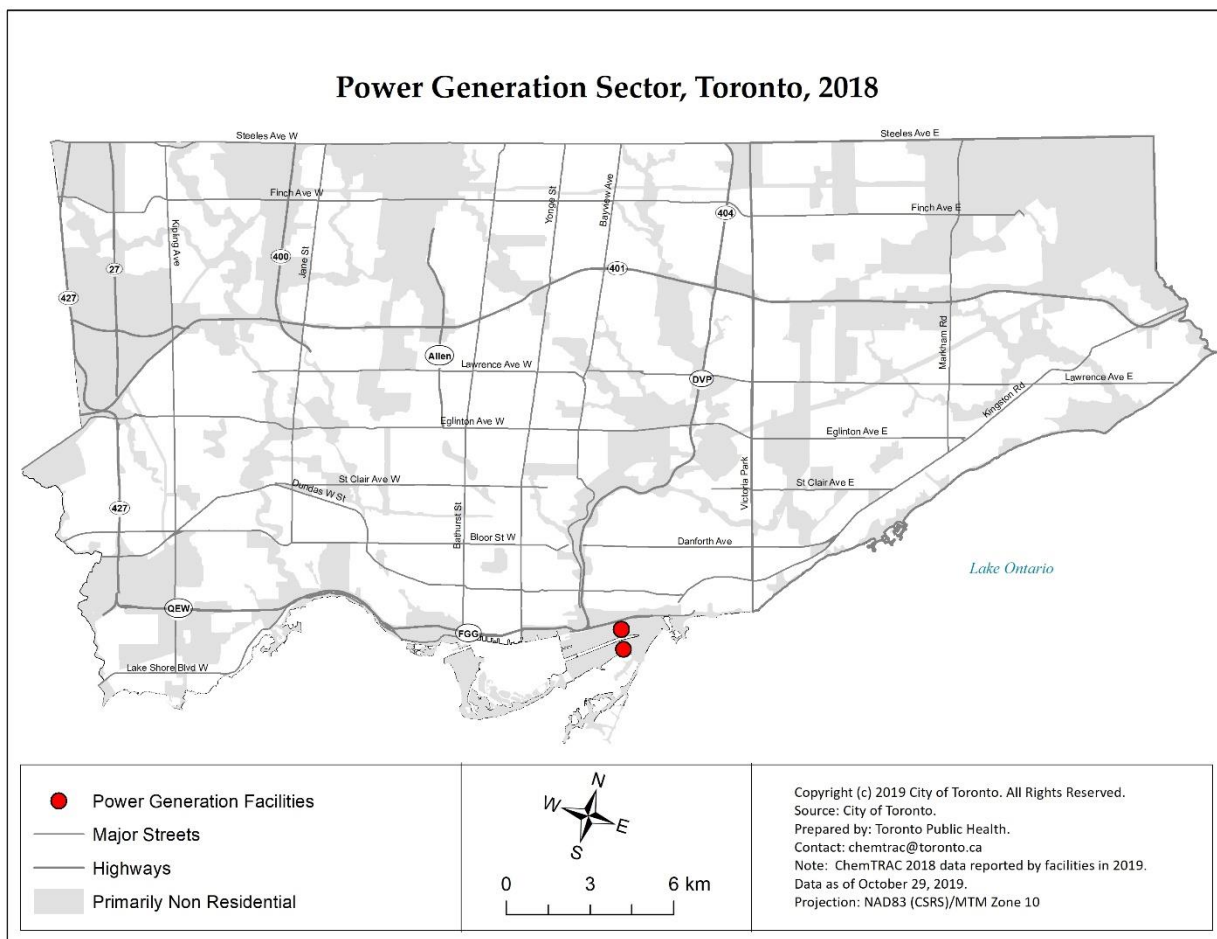 Power Generation Sector, Toronto, 2018
Steeles Ave W
Steeles Ave E
Finch Ave W
Finch Ave E
Kipling Ave
Jane St
Yonge St
Bayview Ave
404
400
27
401
427
Markham Rd
Allen
Lawrence Ave W
DVP
Lawrence Ave E
Kingston Rd
Eglinton Ave W
Eglinton Ave E
St Clair Ave W
St Clair Ave E
Victoria Park
Dundas W St
427
Bathurst St
Bloor St W
Danforth Ave
Lake Ontario
QEW
FGG
Lake Shore Blvd W
Power Generation Facilities
Major Streets
Highways
Primarily Non Residential
N
W
E
S
0 3 6 km
Copyright (c) 2019 City of Toronto. All Rights Reserved.
Source: City of Toronto.
Prepared by: Toronto Public Health.
Contact: chemtrac@toronto.ca
Note: ChemTRAC 2018 data reported by facilities in 2019.
Data as of October 29, 2019.
Projection: NAD83 (CSRS)/MTM Zone 10